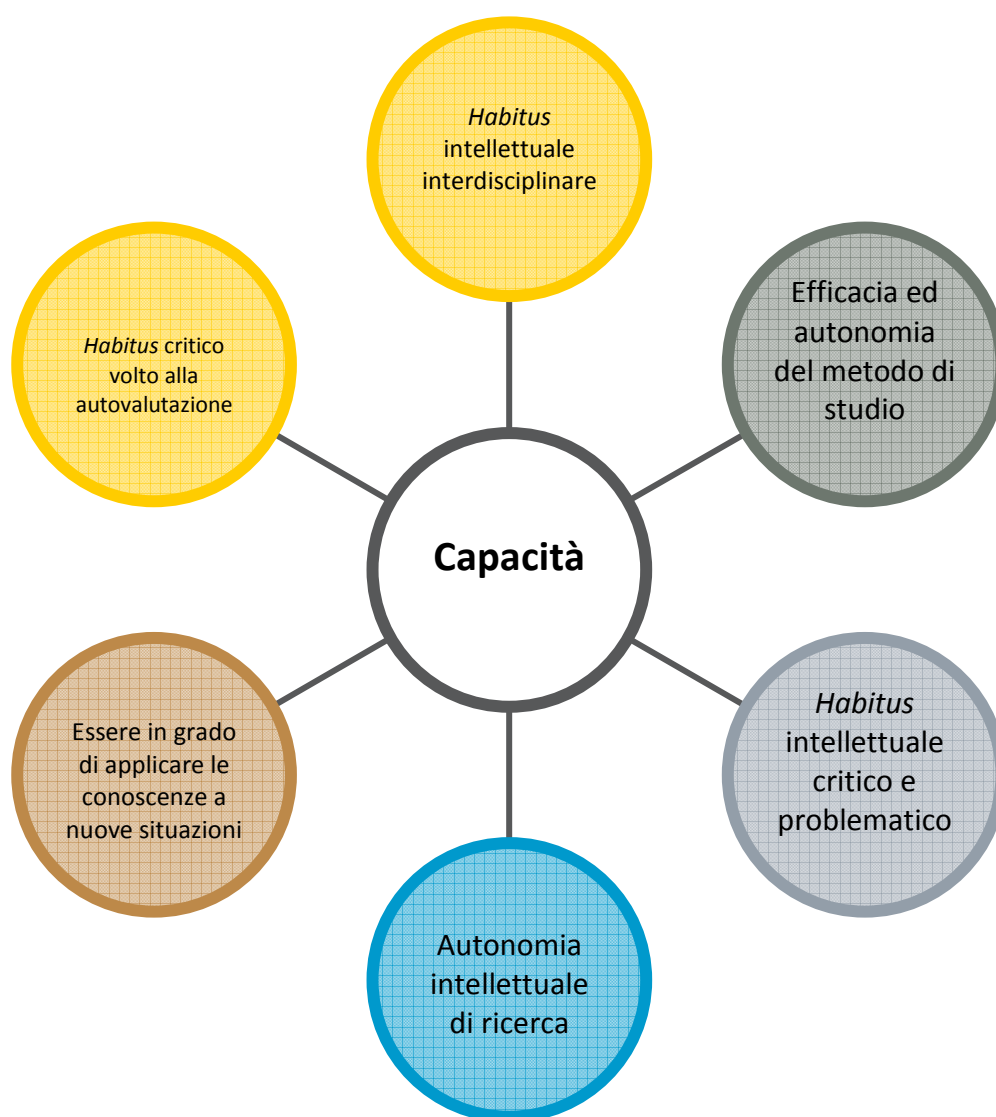 Habitus
intellettuale
interdisciplinare
Efficacia ed
autonomia
del metodo di
studio
Habitus critico
volto alla
autovalutazione
Capacità
Habitus
intellettuale
critico e
problematico
Essere in grado
di applicare le
conoscenze a
nuove situazioni
Autonomia
intellettuale
di ricerca